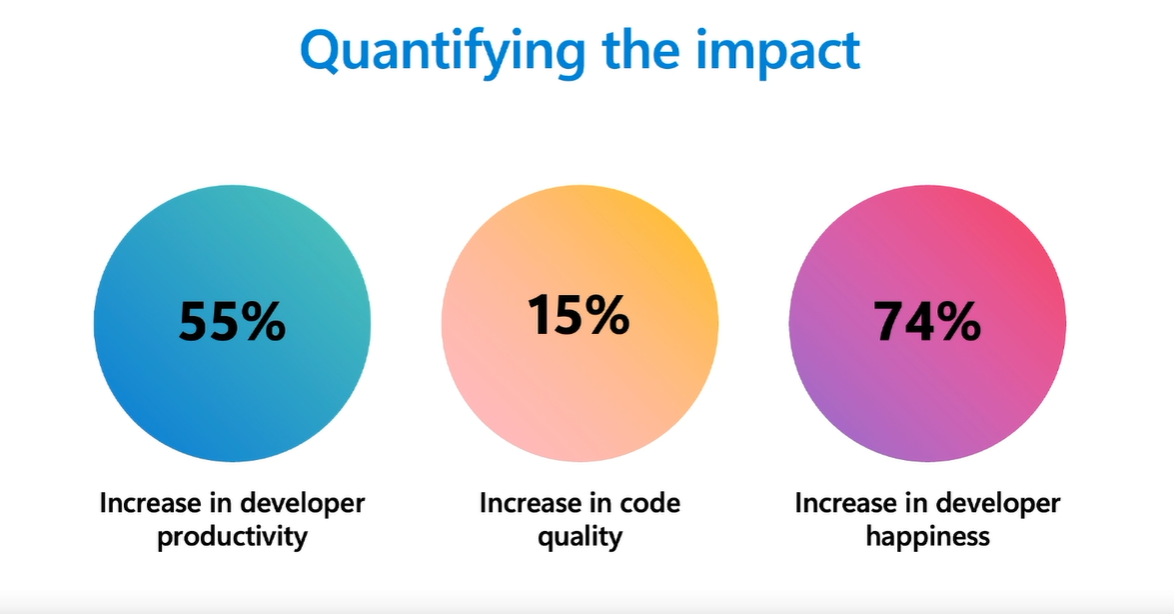 Quantifying the impact
55%
15%
74%
Increase in developer
productivity
Increase in code
quality
Increase in developer
happiness